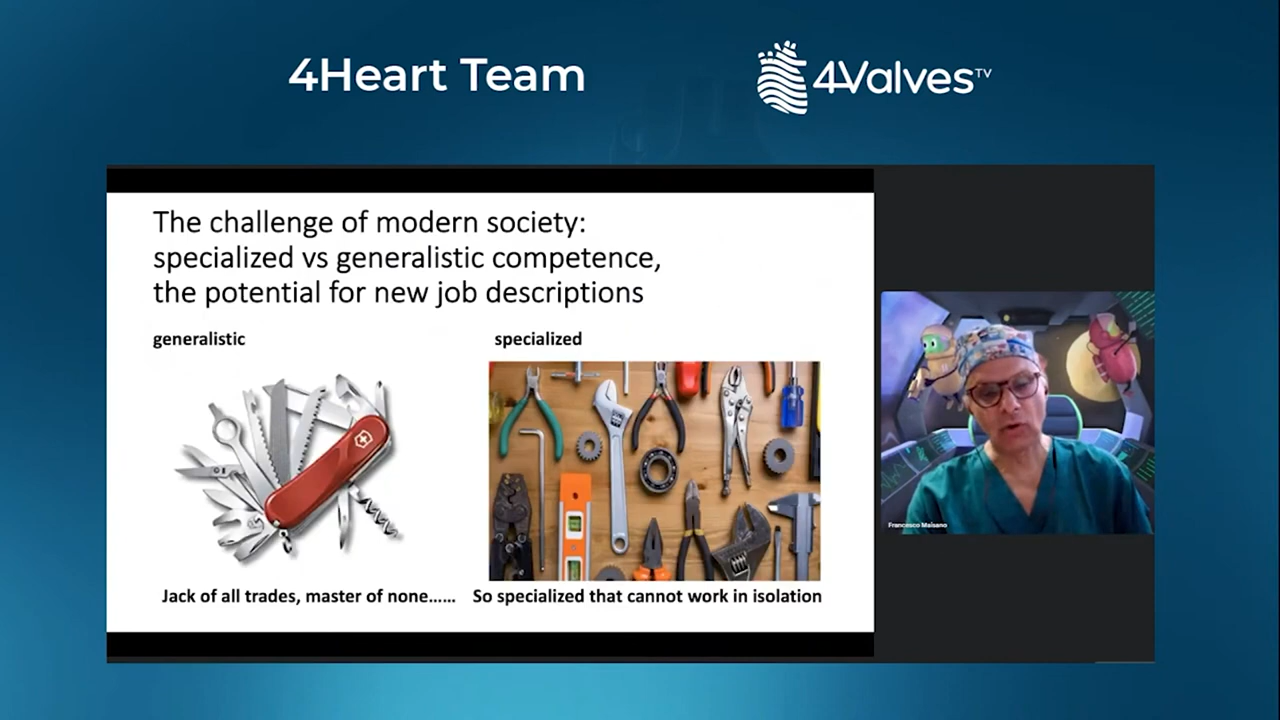 4Heart Team
4Valves TV
The challenge of modern society:
specialized vs generalistic competence,
the potential for new job descriptions
generalistic
specialized
Jack of all trades, master of none......
So specialized that cannot work in isolation
Francesco Maisano